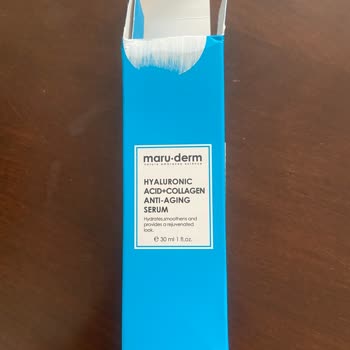 maru·derm
HYALURONIC
ACID+COLLAGEN
ANTI-AGING
SERUM
Hydrates,smoothens and
provides a rejuvenated
look.
℮ 30 ml 1 fl.oz.